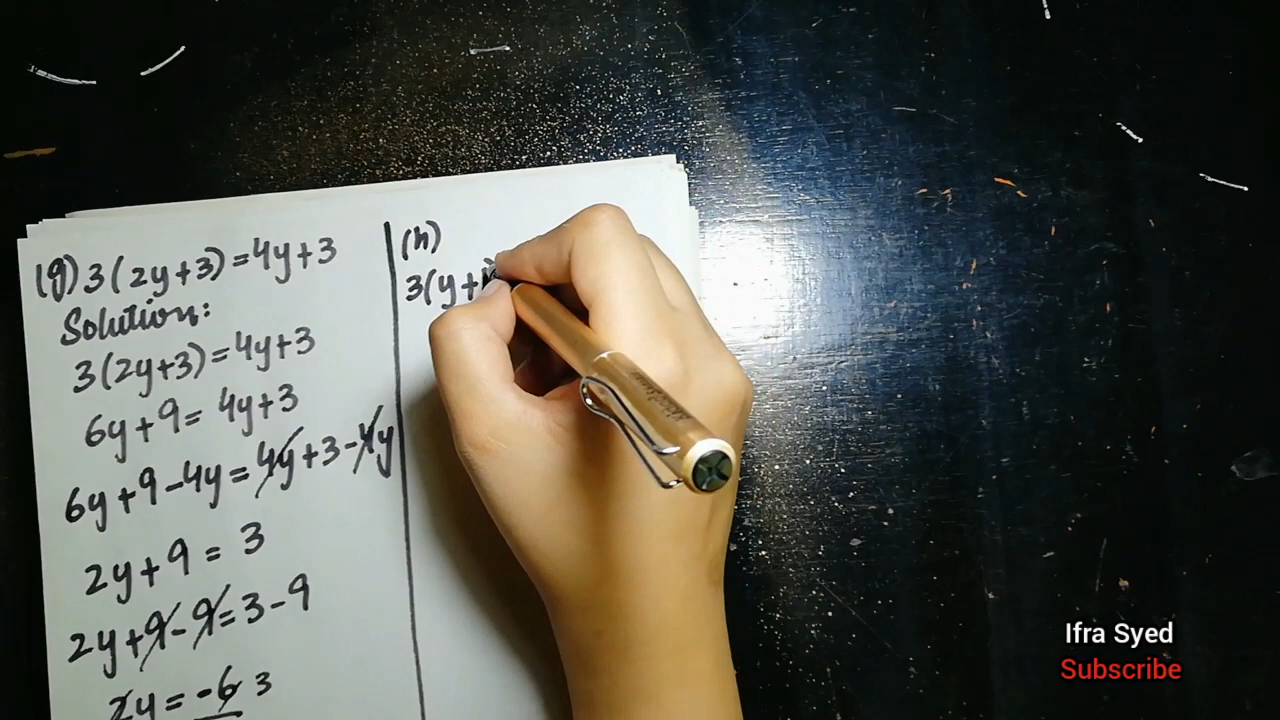 (g) 3(2y+3)=4y+3
Solution:
3(2y+3)=4y+3
6y+9= 4y+3
6y+9-4y=4y+3-4y
2y+9 = 3
2y+9-9=3-9
2y = -6 3
(h)
3(y+
Ifra Syed
Subscribe